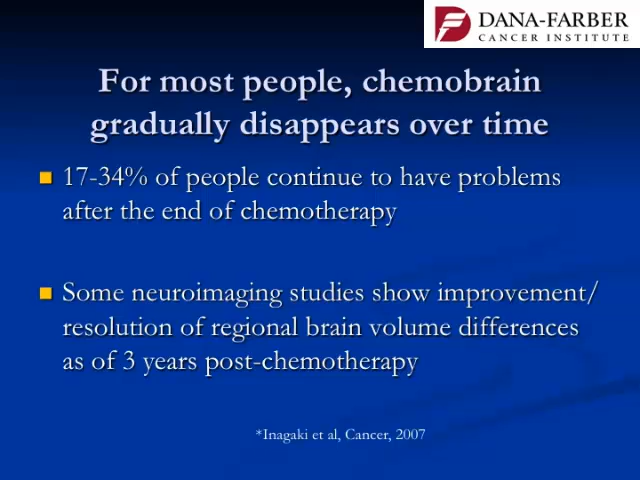 DANA-FARBER
CANCER INSTITUTE
For most people, chemobrain
gradually disappears over time
17-34% of people continue to have problems
after the end of chemotherapy
Some neuroimaging studies show improvement/
resolution of regional brain volume differences
as of 3 years post-chemotherapy
*Inagaki et al, Cancer, 2007